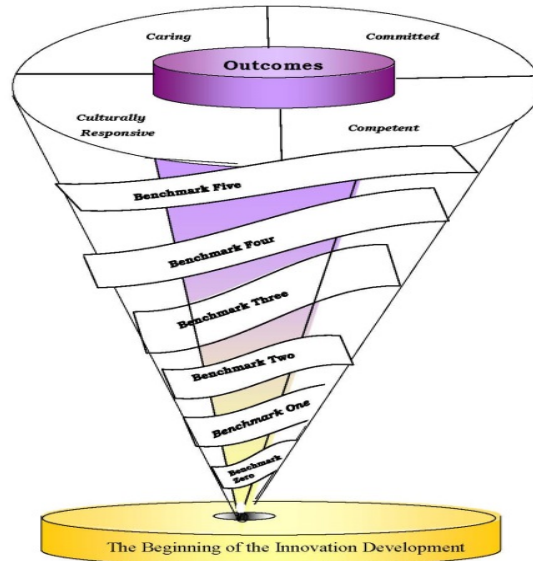 Caring
Committed
Outcomes
Culturally
Responsive
Competent
Benchmark Five
Benchmark Four
Benchmark Three
Benchmark Two
Benchmark One
Benchmark
Zero
The Beginning of the Innovation Development